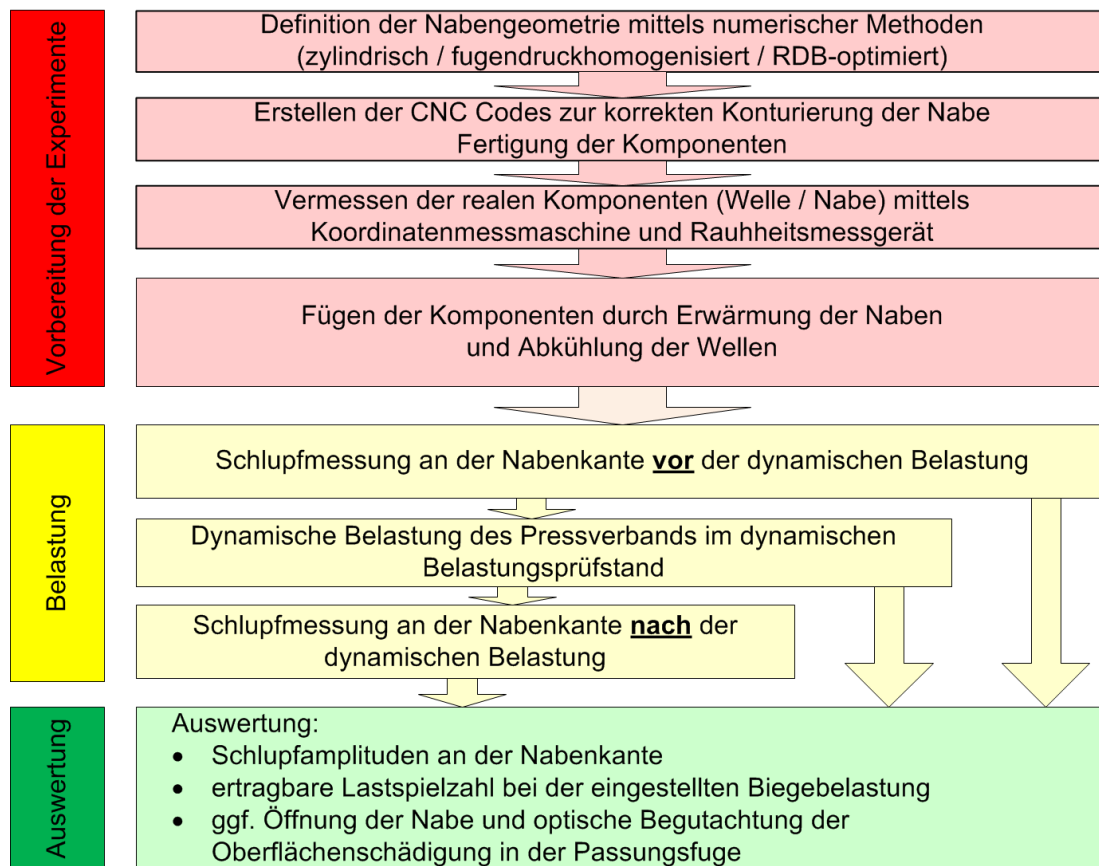 Vorbereitung der Experimente
Definition der Nabengeometrie mittels numerischer Methoden
(zylindrisch / fugendruckhomogenisiert / RDB-optimiert)
Erstellen der CNC Codes zur korrekten Konturierung der Nabe
Fertigung der Komponenten
Vermessen der realen Komponenten (Welle / Nabe) mittels
Koordinatenmessmaschine und Rauhheitsmessgerät
Fügen der Komponenten durch Erwärmung der Naben
und Abkühlung der Wellen
Belastung
Schlupfmessung an der Nabenkante vor der dynamischen Belastung
Dynamische Belastung des Pressverbands im dynamischen
Belastungsprüfstand
Schlupfmessung an der Nabenkante nach der
dynamischen Belastung
Auswertung
Auswertung:
• Schlupfamplituden an der Nabenkante
• ertragbare Lastspielzahl bei der eingestellten Biegebelastung
• ggf. Öffnung der Nabe und optische Begutachtung der
Oberflächenschädigung in der Passungsfuge